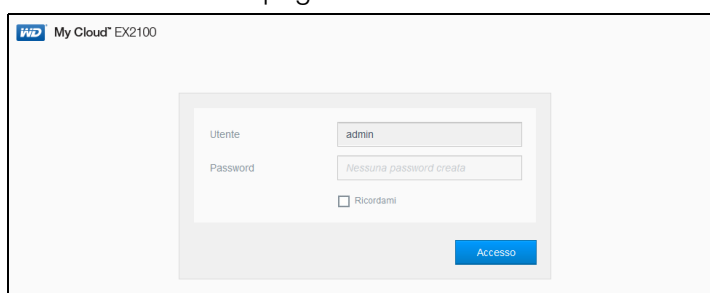 WD My Cloud™ EX2100
Utente admin
Password Nessuna password creata
Ricordami
Accesso